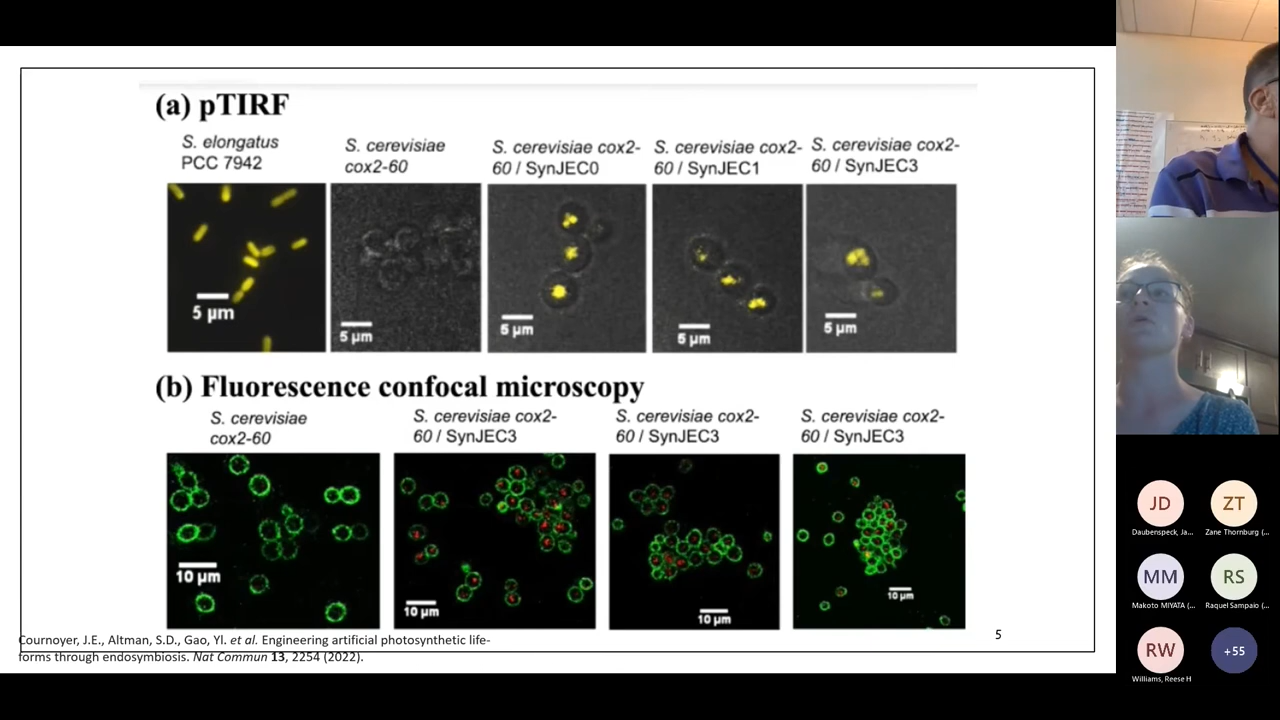 (a) pTIRF
S. elongatus
PCC 7942
S. cerevisiae
cox2-60
S. cerevisiae cox2-
60 / SynJEC0
S. cerevisiae cox2-
60 / SynJEC1
S. cerevisiae cox2-
60 / SynJEC3
5 µm
5 µm
5 µm
5 µm
5 µm
(b) Fluorescence confocal microscopy
S. cerevisiae
cox2-60
S. cerevisiae cox2-
60 / SynJEC3
S. cerevisiae cox2-
60 / SynJEC3
S. cerevisiae cox2-
60 / SynJEC3
10 µm
10 µm
10 µm
10 µm
Cournoyer, J.E., Altman, S.D., Gao, Yl. et al. Engineering artificial photosynthetic life-
forms through endosymbiosis. Nat Commun 13, 2254 (2022).
5
JD
ZT
Daubenspeck, Ja...
Zane Thornburg (...
MM
RS
Makoto MIYATA (...
Raquel Sampaio (...
RW
+55
Williams, Reese H